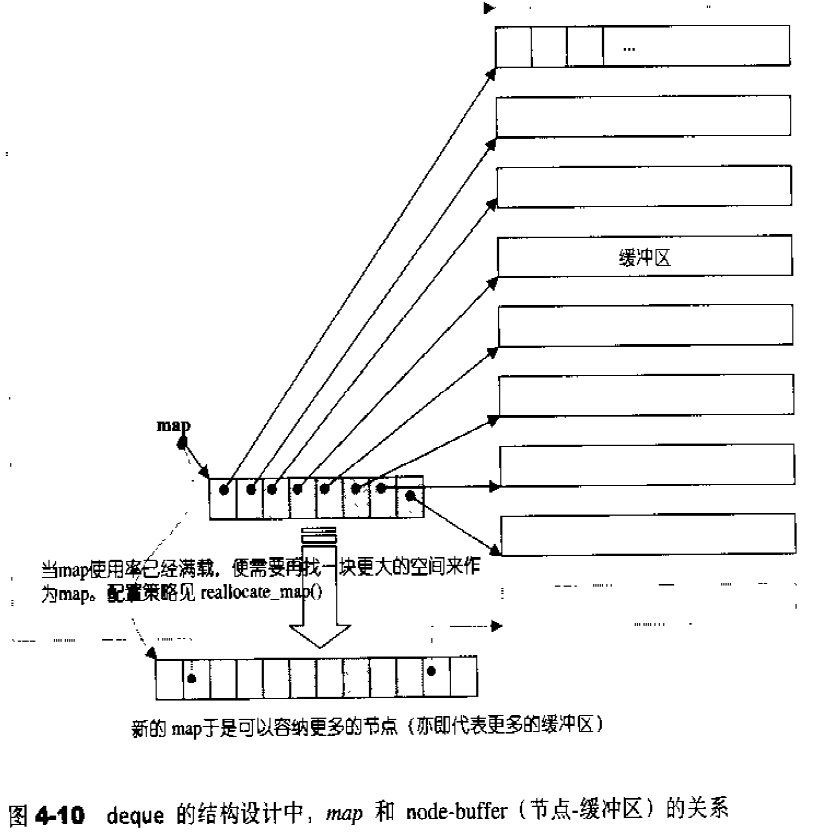 ...
缓冲区
map
当map使用率已经满载，便需要再找一块更大的空间来作
为map。配置策略见 reallocate_map()
新的 map于是可以容纳更多的节点（亦即代表更多的缓冲区）
图 4-10 deque 的结构设计中，map 和 node-buffer（节点-缓冲区）的关系